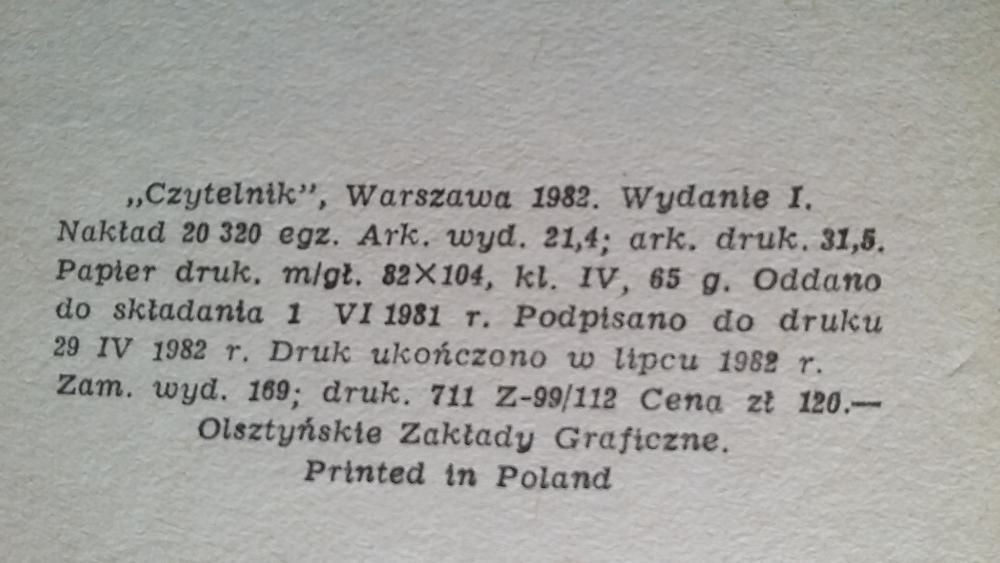 „Czytelnik”, Warszawa 1982. Wydanie I.
Nakład 20 320 egz. Ark. wyd. 21,4; ark. druk. 31,5.
Papier druk. m/gł. 82×104, kl. IV, 65 g. Oddano
do składania 1 VI 1981 r. Podpisano do druku
29 IV 1982 r. Druk ukończono w lipcu 1982 r.
Zam. wyd. 169; druk. 711 Z-99/112 Cena zł 120.—
Olsztyńskie Zakłady Graficzne.
Printed in Poland